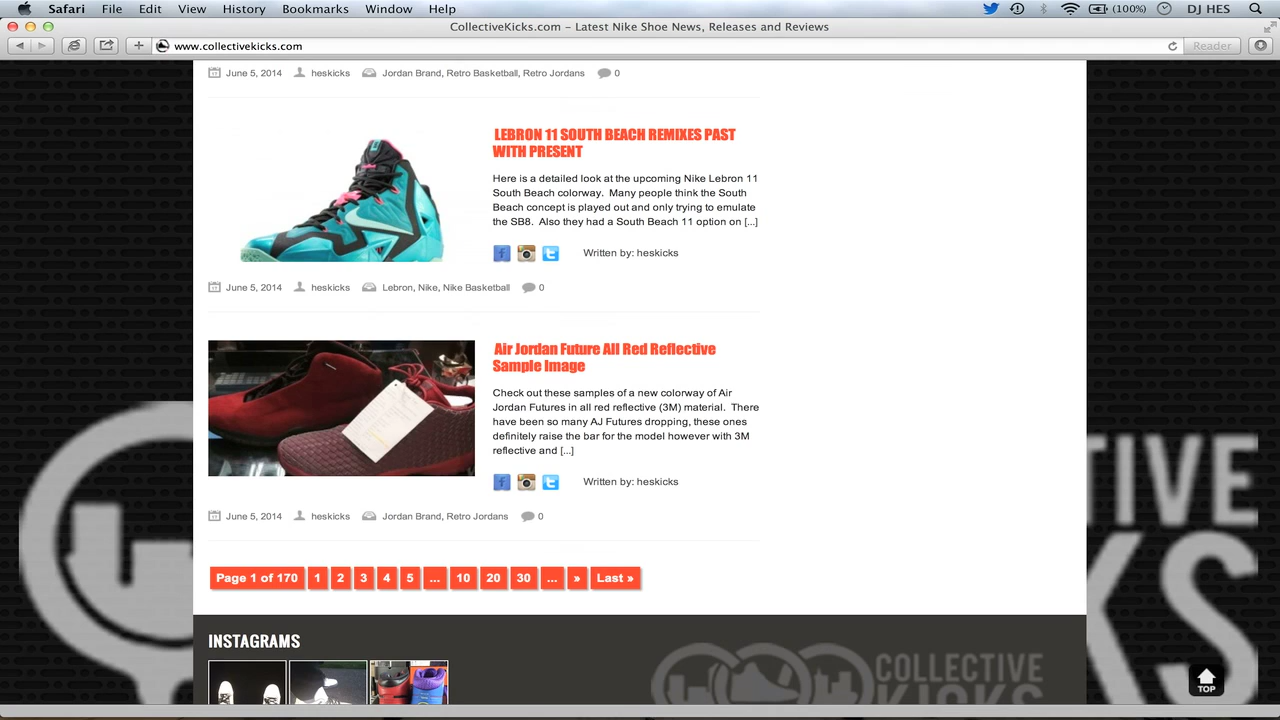 Safari File Edit View History Bookmarks Window Help (100%) DJ HES
CollectiveKicks.com – Latest Nike Shoe News, Releases and Reviews
www.collectivekicks.com Reader
June 5, 2014 heskicks Jordan Brand, Retro Basketball, Retro Jordans 0
LEBRON 11 SOUTH BEACH REMIXES PAST
WITH PRESENT
Here is a detailed look at the upcoming Nike Lebron 11
South Beach colorway. Many people think the South
Beach concept is played out and only trying to emulate
the SB8. Also they had a South Beach 11 option on [...]
Written by: heskicks
June 5, 2014 heskicks Lebron, Nike, Nike Basketball 0
Air Jordan Future All Red Reflective
Sample Image
Check out these samples of a new colorway of Air
Jordan Futures in all red reflective (3M) material. There
have been so many AJ Futures dropping, these ones
definitely raise the bar for the model however with 3M
reflective and [...]
Written by: heskicks
June 5, 2014 heskicks Jordan Brand, Retro Jordans 0
Page 1 of 170 1 2 3 4 5 ... 10 20 30 ... » Last »
INSTAGRAMS
COLLECTIVE
KICKS
TIVE
KS
TOP